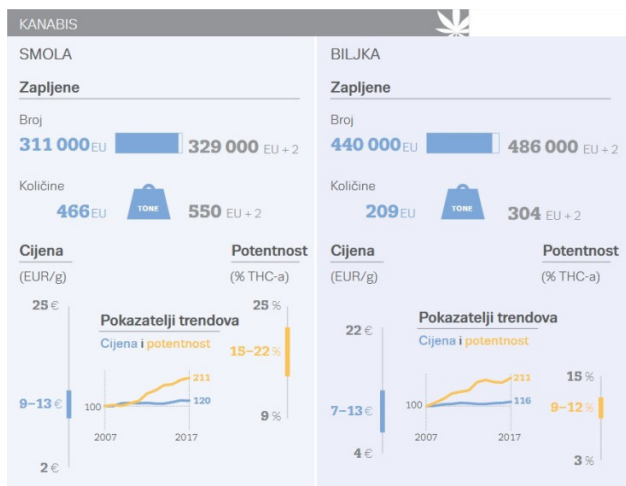 KANABIS
SMOLA
Zapljene
Broj
311 000 EU
329 000 EU + 2
Količine
466 EU
TONE
550 EU + 2
Cijena
(EUR/g)
Potentnost
(% THC-a)
25 €
25 %
Pokazatelji trendova
Cijena i potentnost
15–22 %
9–13 €
211
120
100
9 %
2007
2017
2 €
BILJKA
Zapljene
Broj
440 000 EU
486 000 EU + 2
Količine
209 EU
TONE
304 EU + 2
Cijena
(EUR/g)
Potentnost
(% THC-a)
22 €
Pokazatelji trendova
Cijena i potentnost
15 %
7–13 €
211
116
100
9–12 %
2007
2017
4 €
3 %